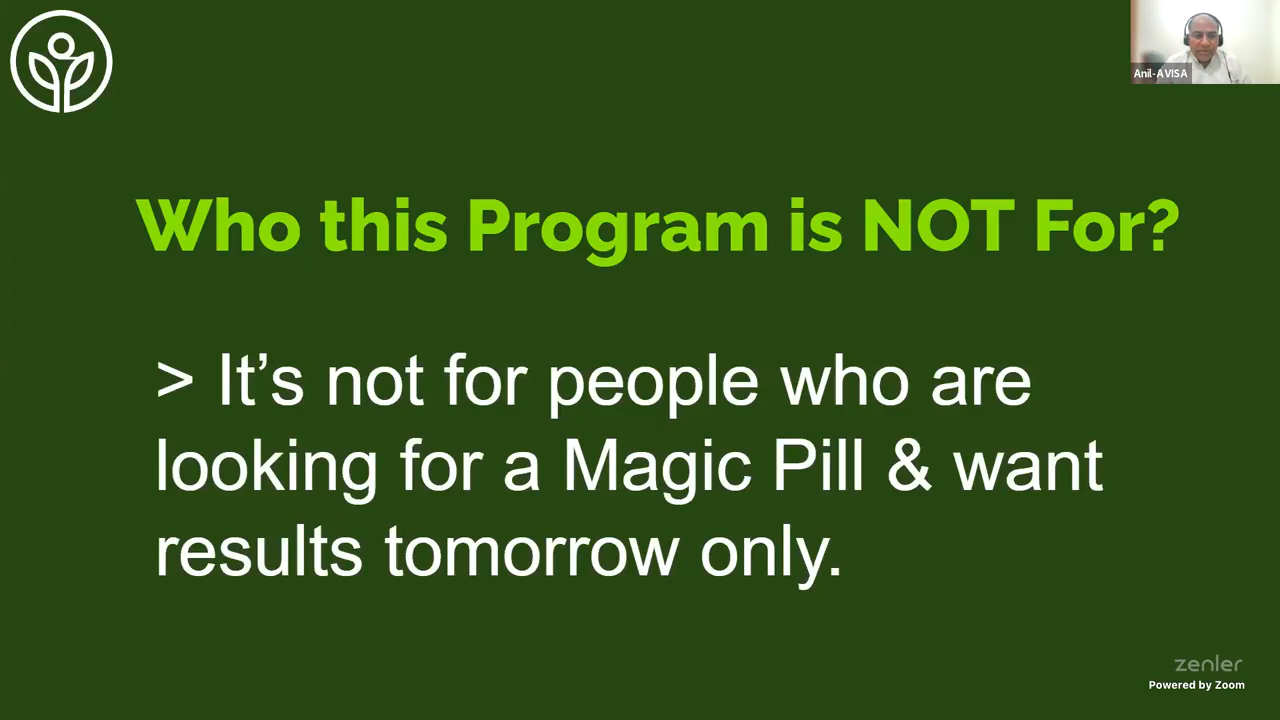 Anil-AVISA
Who this Program is NOT For?
> It’s not for people who are
looking for a Magic Pill & want
results tomorrow only.
zenler
Powered by Zoom